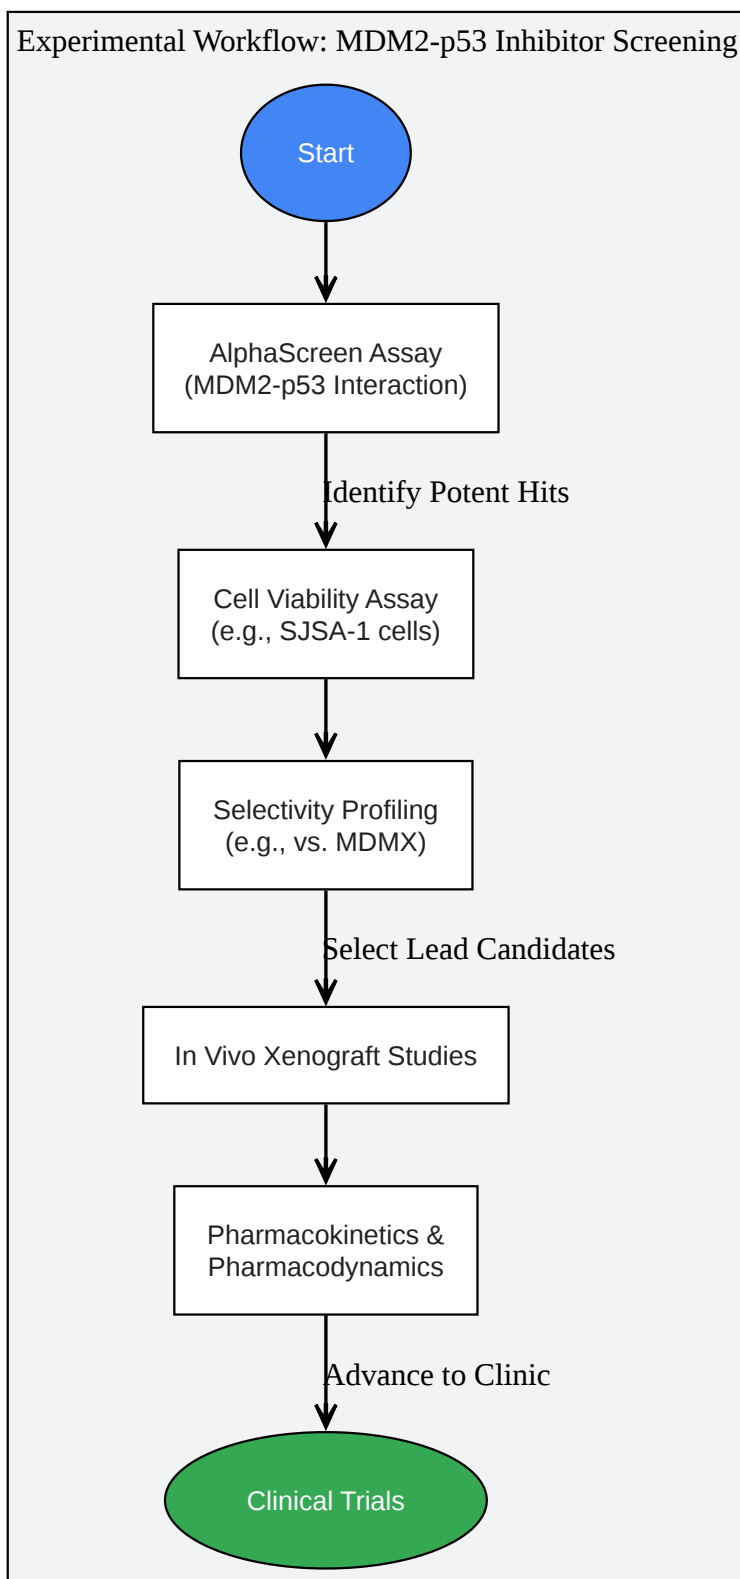 Experimental Workflow: MDM2-p53 Inhibitor Screening
Start
AlphaScreen Assay
(MDM2-p53 Interaction)
Identify Potent Hits
Cell Viability Assay
(e.g., SJSA-1 cells)
Selectivity Profiling
(e.g., vs. MDMX)
Select Lead Candidates
In Vivo Xenograft Studies
Pharmacokinetics &
Pharmacodynamics
Advance to Clinic
Clinical Trials